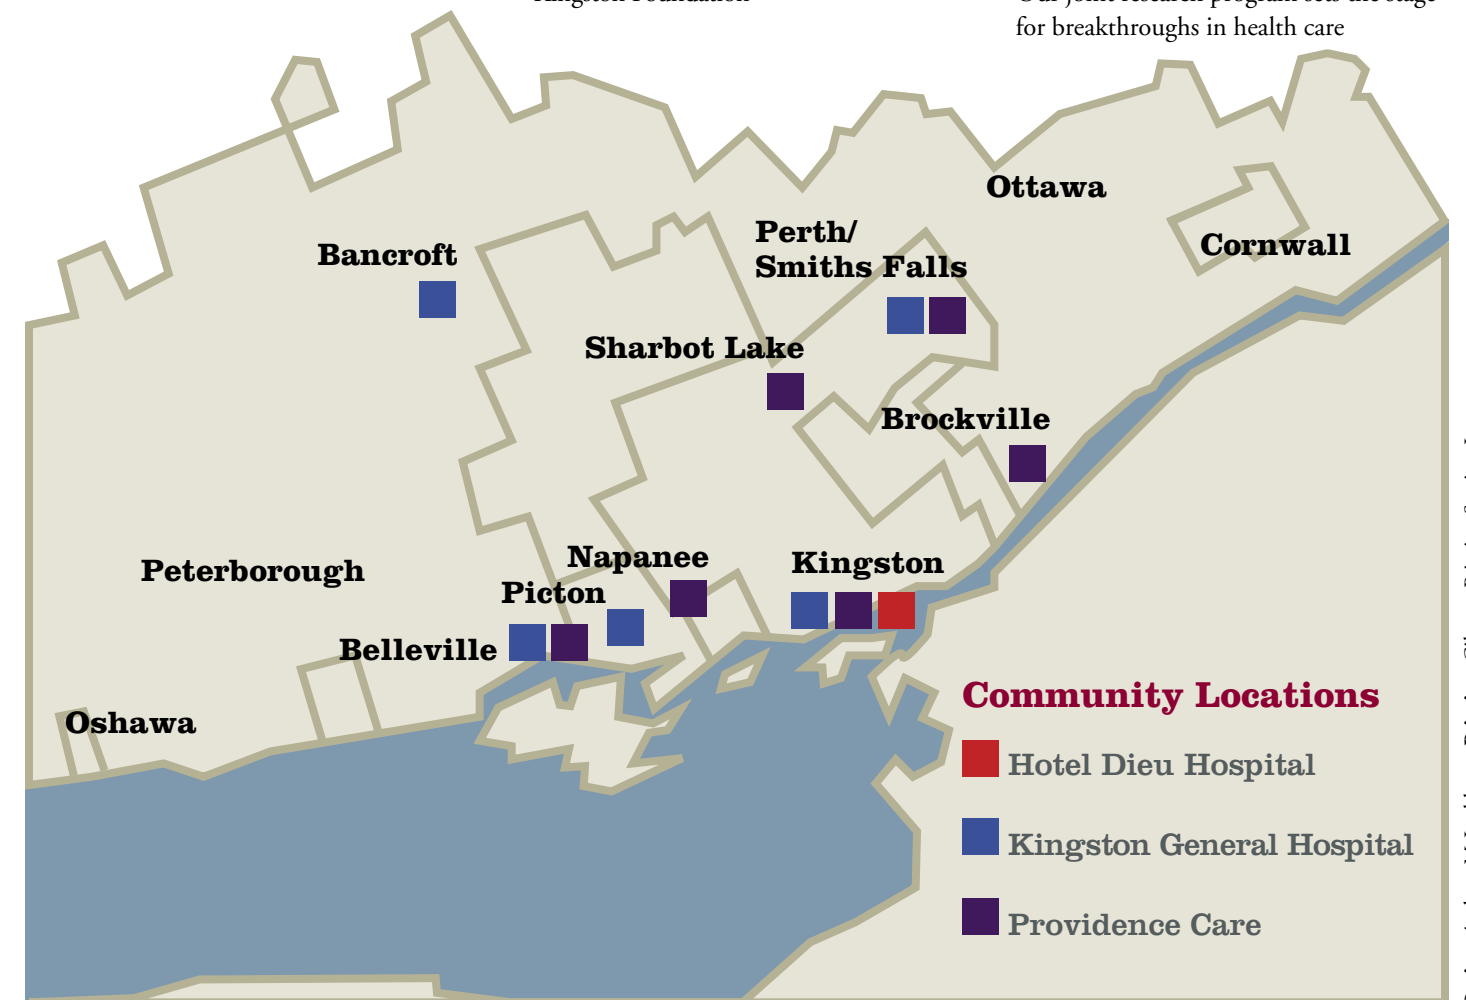 for breakthroughs in health care
Ottawa
Perth/
Smiths Falls
Cornwall
Bancroft
Sharbot Lake
Brockville
Napanee
Kingston
Peterborough
Picton
Belleville
Oshawa
Community Locations
Hotel Dieu Hospital
Kingston General Hospital
Providence Care